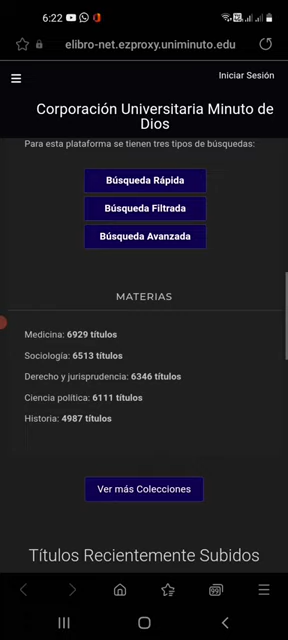 6:22
elibro-net.ezproxy.uniminuto.edu
Iniciar Sesión
Corporación Universitaria Minuto de
Dios
Para esta plataforma se tienen tres tipos de búsquedas:
Búsqueda Rápida
Búsqueda Filtrada
Búsqueda Avanzada
MATERIAS
Medicina: 6929 títulos
Sociología: 6513 títulos
Derecho y jurisprudencia: 6346 títulos
Ciencia política: 6111 títulos
Historia: 4987 títulos
Ver más Colecciones
Títulos Recientemente Subidos